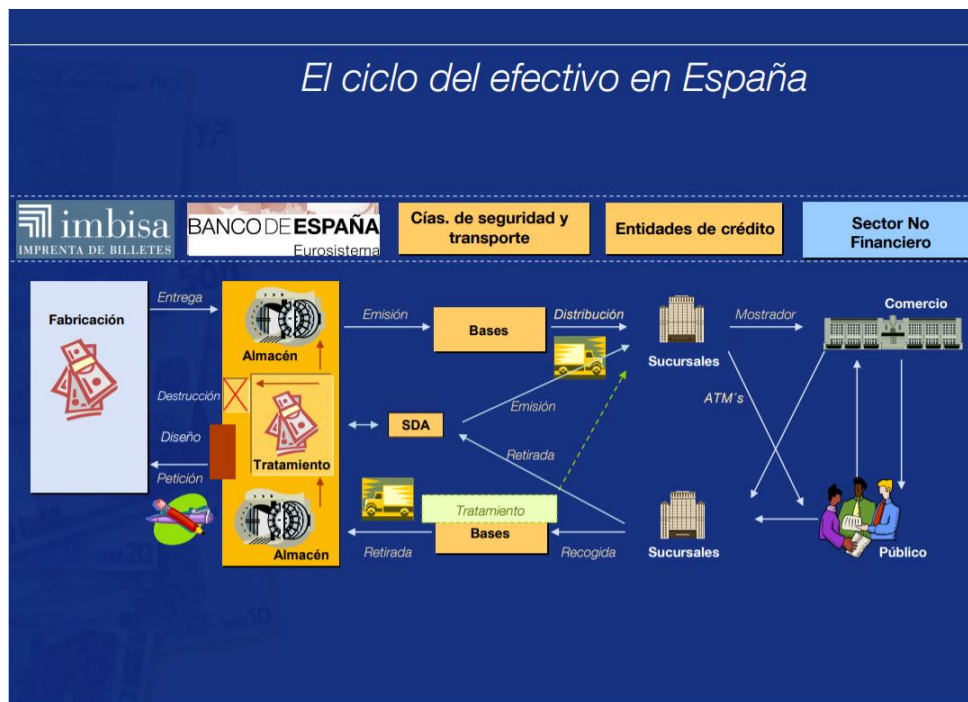 El ciclo del efectivo en España
imbisa
IMPRENTA DE BILLETES
BANCO DE ESPAÑA
Eurosistema
Cías. de seguridad y
transporte
Entidades de crédito
Sector No
Financiero
Fabricación
Entrega
Almacén
Emisión
Bases
Distribución
Sucursales
Mostrador
Comercio
Destrucción
Diseño
Petición
Tratamiento
SDA
Emisión
Retirada
ATM´s
Almacén
Retirada
Tratamiento
Bases
Recogida
Sucursales
Público